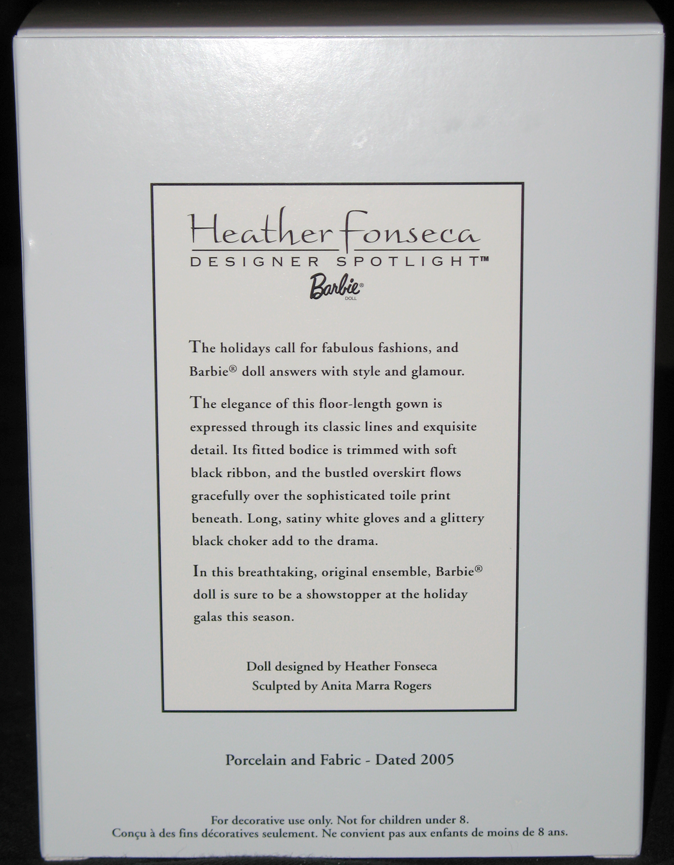 Heather Fonseca
DESIGNER SPOTLIGHT™
Barbie®
DOLL
The holidays call for fabulous fashions, and
Barbie® doll answers with style and glamour.
The elegance of this floor-length gown is
expressed through its classic lines and exquisite
detail. Its fitted bodice is trimmed with soft
black ribbon, and the bustled overskirt flows
gracefully over the sophisticated toile print
beneath. Long, satiny white gloves and a glittery
black choker add to the drama.
In this breathtaking, original ensemble, Barbie®
doll is sure to be a showstopper at the holiday
galas this season.
Doll designed by Heather Fonseca
Sculpted by Anita Marra Rogers
Porcelain and Fabric - Dated 2005
For decorative use only. Not for children under 8.
Conçu à des fins décoratives seulement. Ne convient pas aux enfants de moins de 8 ans.